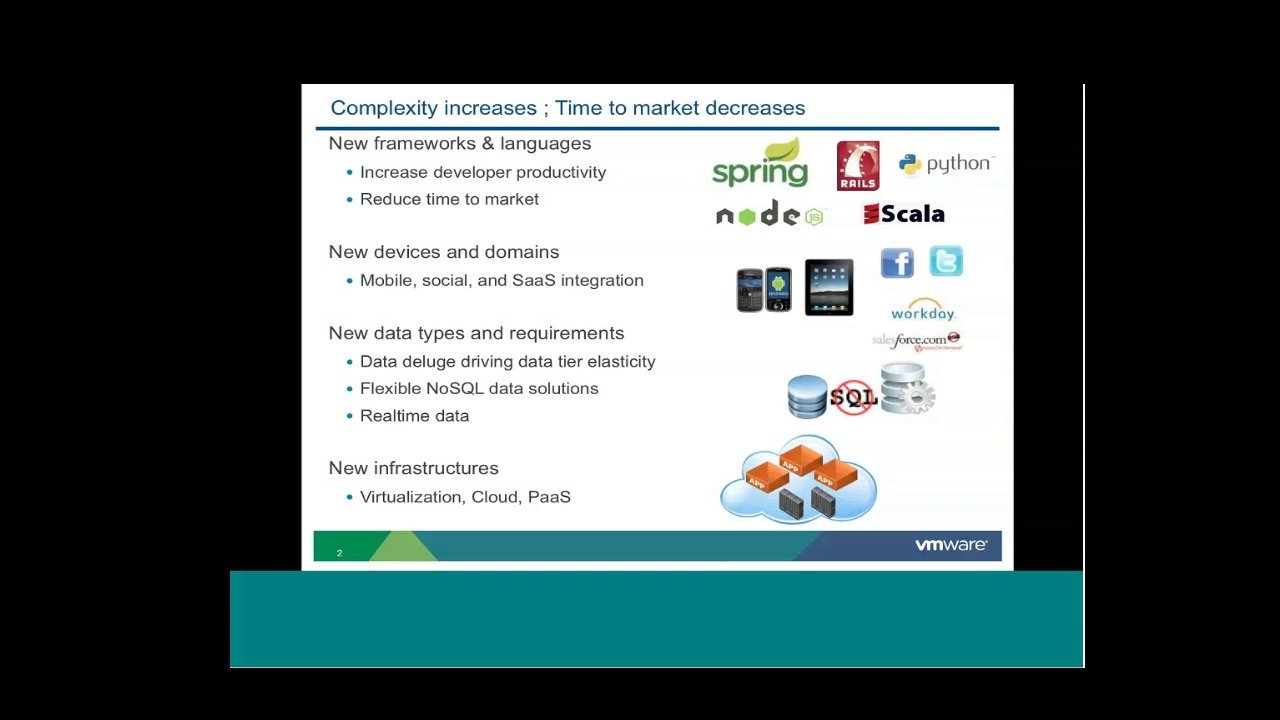 Complexity increases ; Time to market decreases
New frameworks & languages
• Increase developer productivity
• Reduce time to market
spring
RAILS
python™
node JS
Scala
New devices and domains
• Mobile, social, and SaaS integration
f
t
workday.
salesforce.com
New data types and requirements
• Data deluge driving data tier elasticity
• Flexible NoSQL data solutions
• Realtime data
SQL
New infrastructures
• Virtualization, Cloud, PaaS
APP
APP
APP
2
vmware®